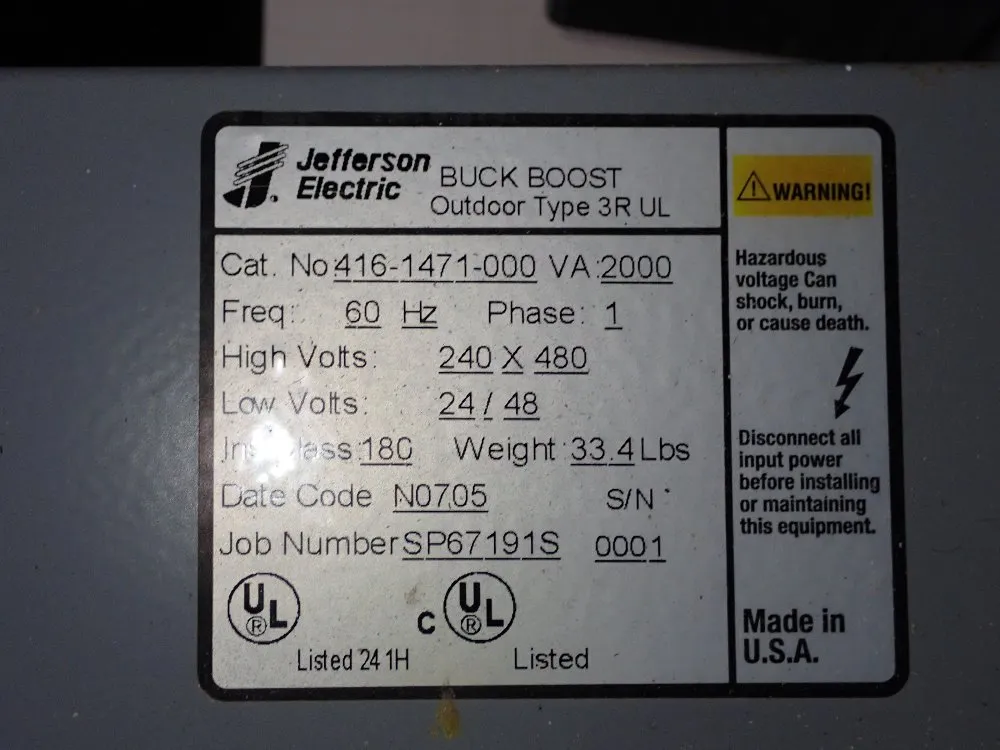 Jefferson
Electric
BUCK BOOST
Outdoor Type 3R UL
Cat. No: 416-1471-000 VA: 2000
Freq: 60 Hz Phase: 1
High Volts: 240 X 480
Low Volts: 24 / 48
180 Weight: 33.4 Lbs
Date Code N0705 S/N
Job Number SP67191S 0001
UL ® C UL ®
Listed 241H Listed
WARNING!
Hazardous
voltage Can
shock, burn,
or cause death.
Disconnect all
input power
before installing
or maintaining
this equipment.
Made in
U.S.A.